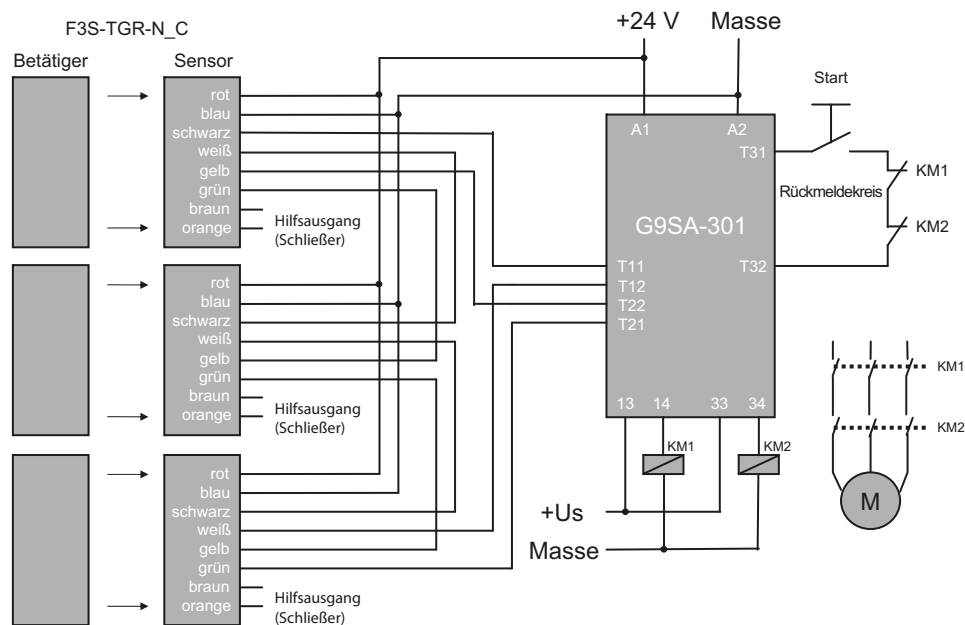 F3S-TGR-N_C
Betätiger
Sensor
rot
blau
schwarz
weiß
gelb
grün
braun
orange
Hilfsausgang
(Schließer)
rot
blau
schwarz
weiß
gelb
grün
braun
orange
Hilfsausgang
(Schließer)
rot
blau
schwarz
weiß
gelb
grün
braun
orange
Hilfsausgang
(Schließer)
+24 V
Masse
A1
A2
T31
G9SA-301
T11
T12
T22
T21
T32
13
14
33
34
Start
KM1
Rückmeldekreis
KM2
KM1
KM2
+Us
Masse
KM1
KM2
M